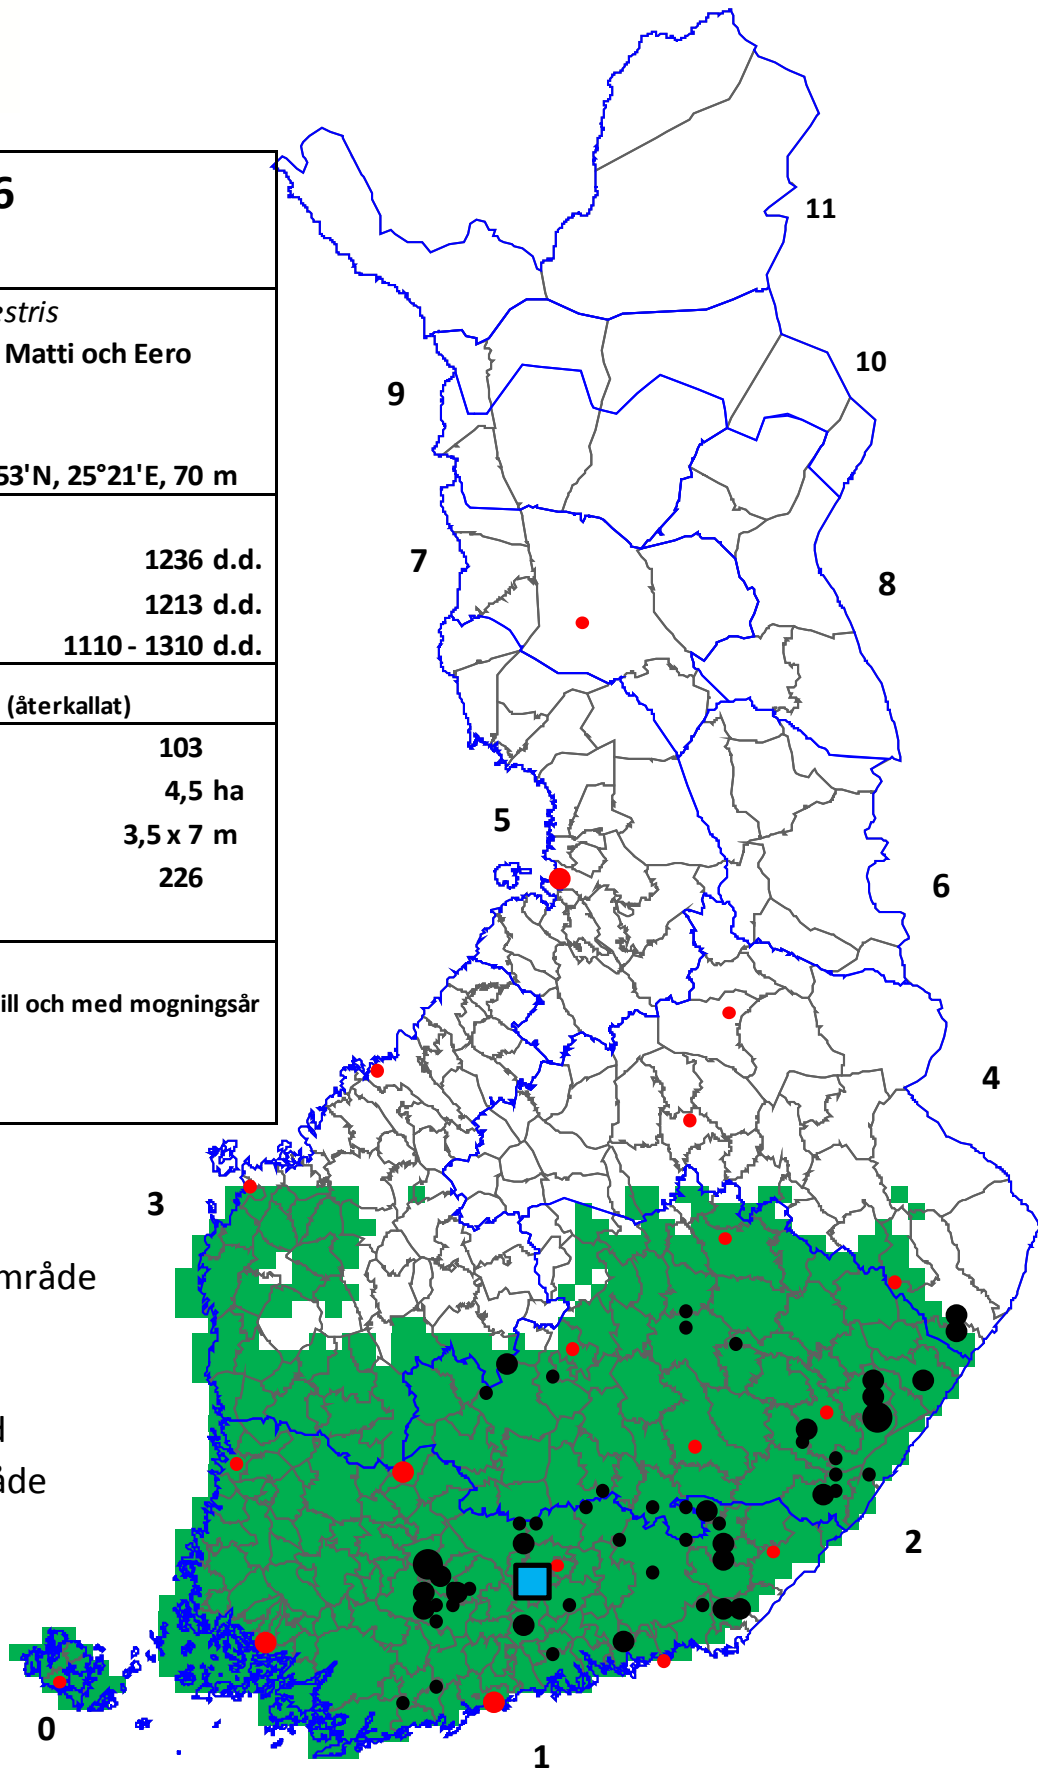 6
estris
Matti och Eero
53'N, 25°21'E, 70 m
1236 d.d.
1213 d.d.
1110 - 1310 d.d.
(återkallat)
103
4,5 ha
3,5 x 7 m
226
ill och med mogningsår
område
d
åde
11
10
9
7
8
5
6
4
3
2
0
1